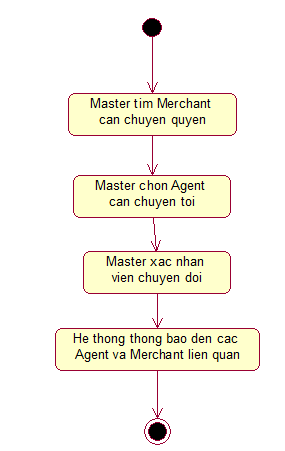 Master tim Merchant
can chuyen quyen
Master chon Agent
can chuyen toi
Master xac nhan
vien chuyen doi
He thong thong bao den cac
Agent va Merchant lien quan